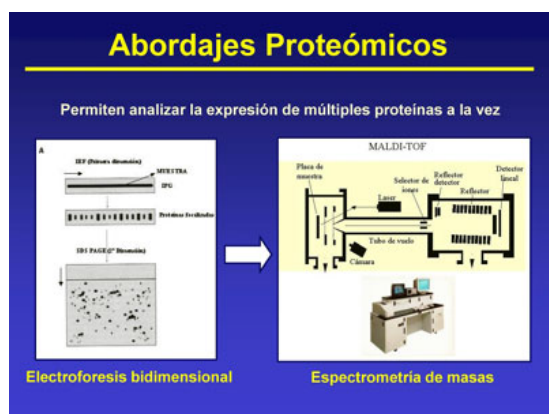 Abordajes Proteómicos
Permiten analizar la expresión de múltiples proteínas a la vez
A
IEF (Primera dimensión)
MUESTRA
IPG
Proteínas focalizadas
SDS PAGE (2ª Dimensión)
MALDI-TOF
Placa de
muestra
Laser
Selector de
iones
Reflector
detector
Reflector
Detector
lineal
Tubo de vuelo
Cámara
Electroforesis bidimensional
Espectrometría de masas